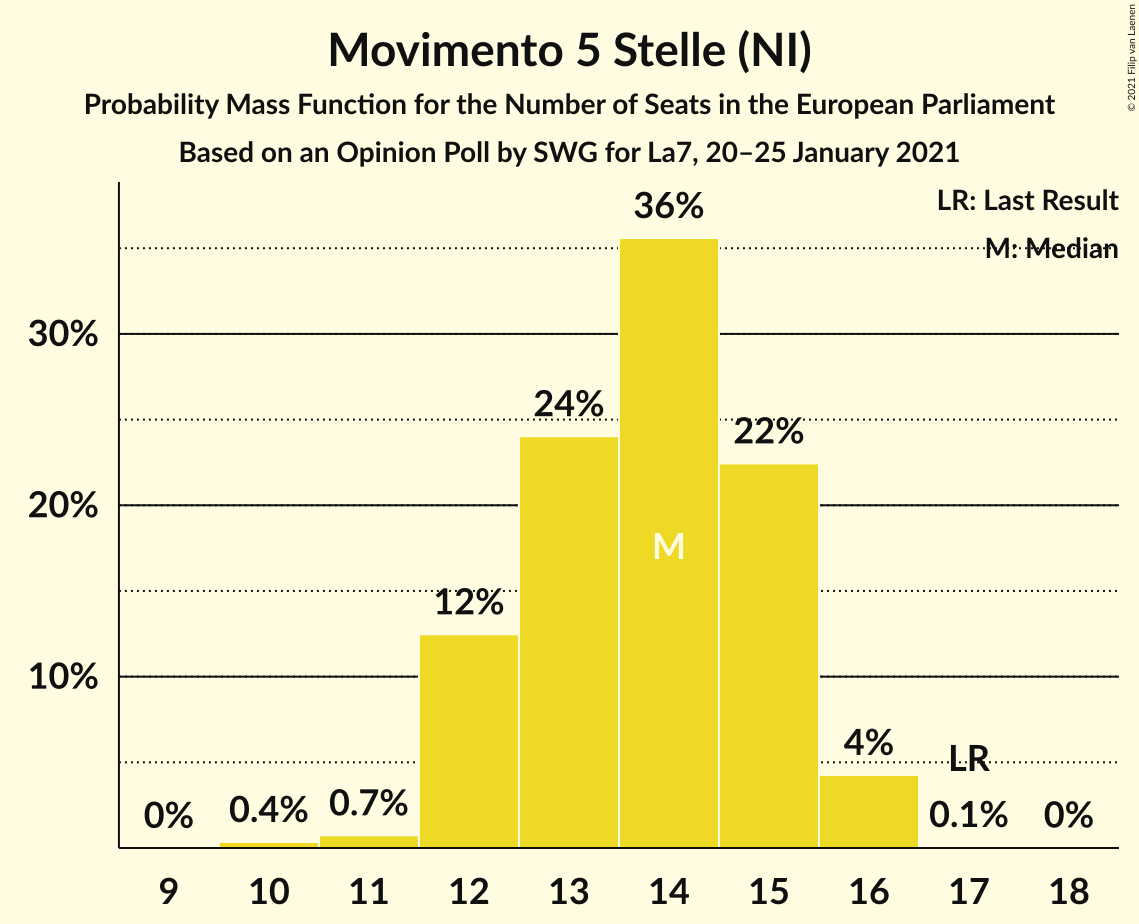 Movimento 5 Stelle (NI)
Probability Mass Function for the Number of Seats in the European Parliament
Based on an Opinion Poll by SWG for La7, 20–25 January 2021
© 2021 Filip van Laenen
LR: Last Result
M: Median
36%
30%
24%
22%
20%
M
12%
10%
4%
LR
0%
0.4%
0.7%
0.1%
0%
9 10 11 12 13 14 15 16 17 18